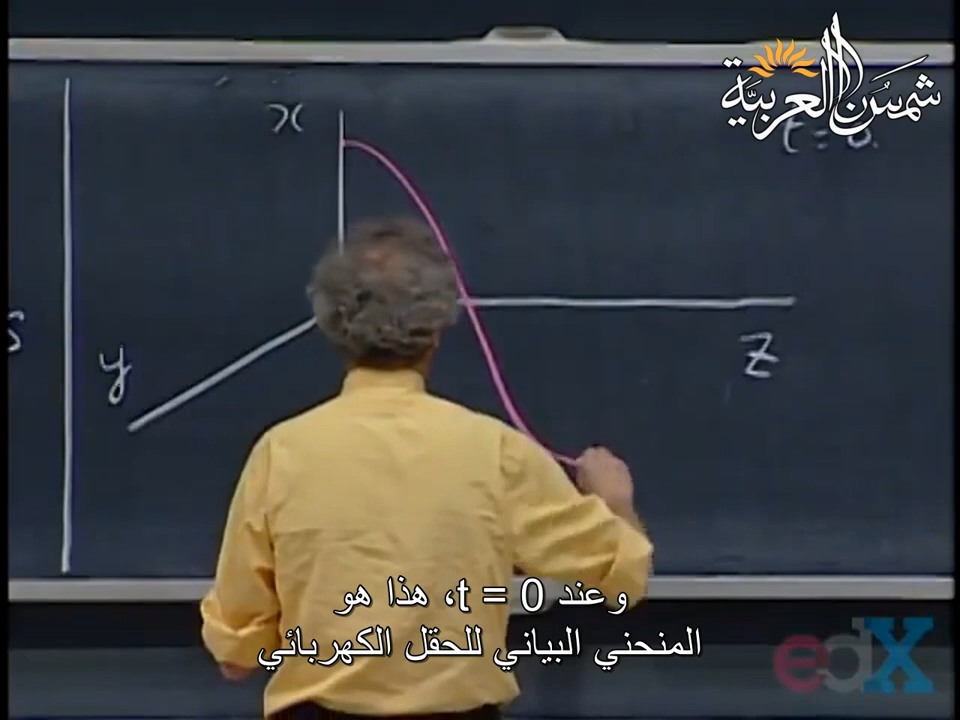 شمس العربية
x
t = 0
s
y
z
وعند t = 0، هذا هو
المنحني البياني للحقل الكهربائي
edX